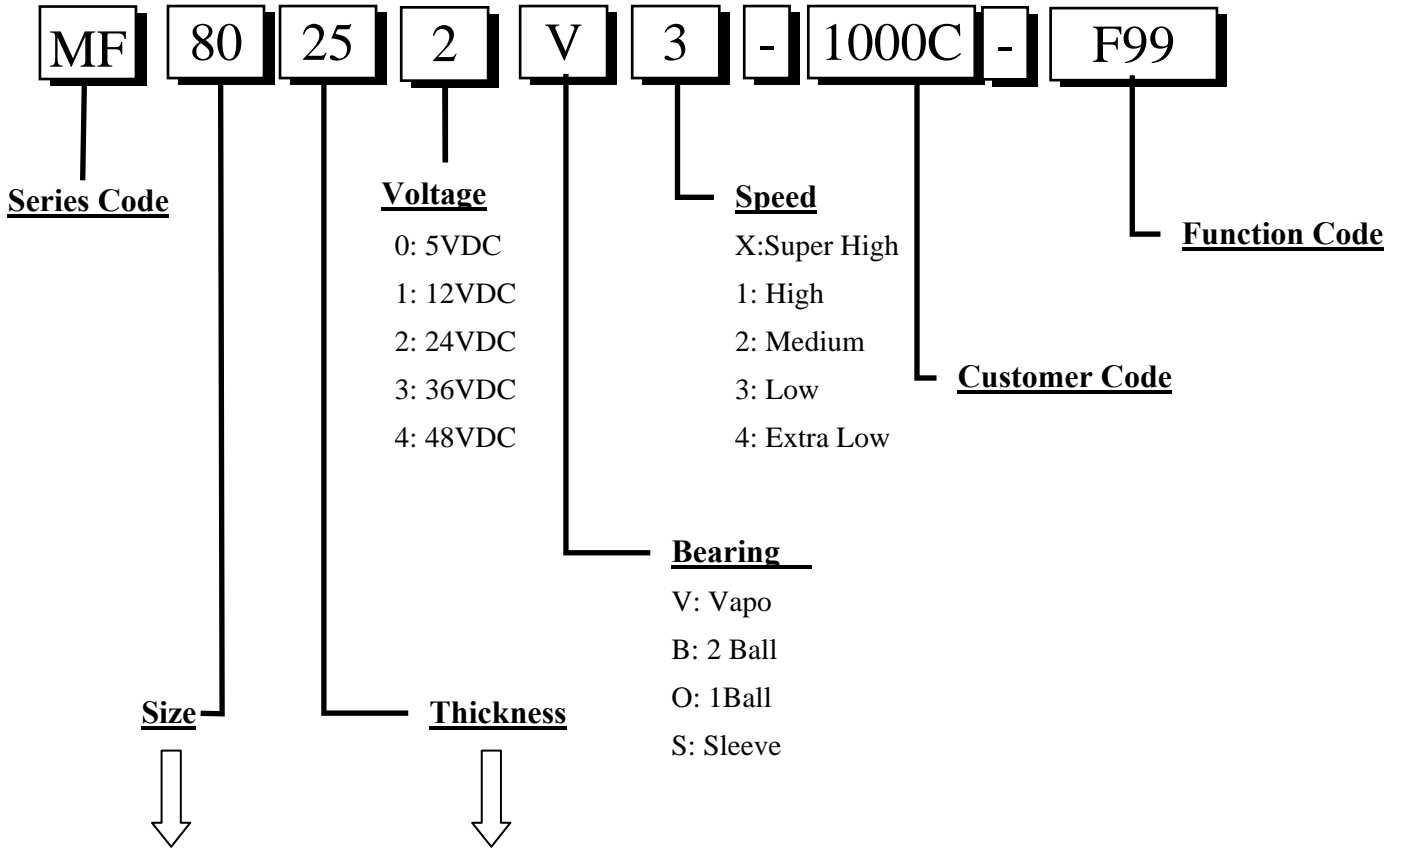 MF 80 25 2 V 3 - 1000C - F99
Series Code
Voltage
0: 5VDC
1: 12VDC
2: 24VDC
3: 36VDC
4: 48VDC
Speed
X:Super High
1: High
2: Medium
3: Low
4: Extra Low
Function Code
Customer Code
Bearing
V: Vapo
B: 2 Ball
O: 1Ball
S: Sleeve
Size
Thickness